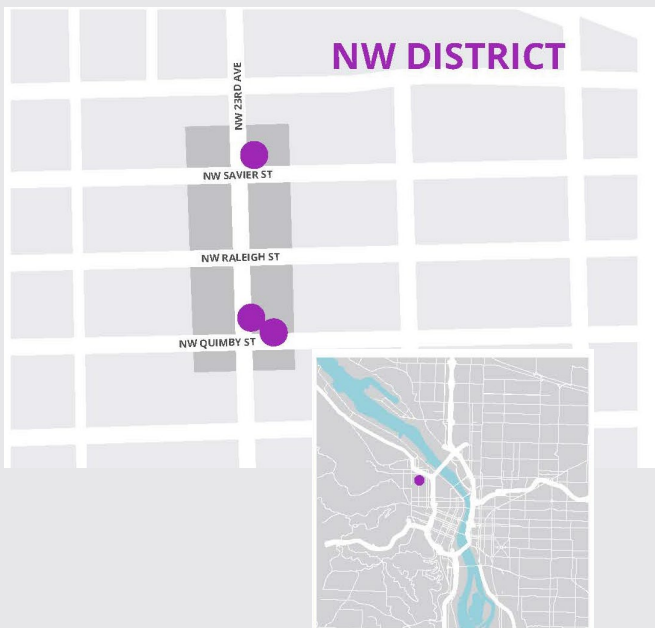 NW DISTRICT
NW 23RD AVE
NW SAVIER ST
NW RALEIGH ST
NW QUIMBY ST